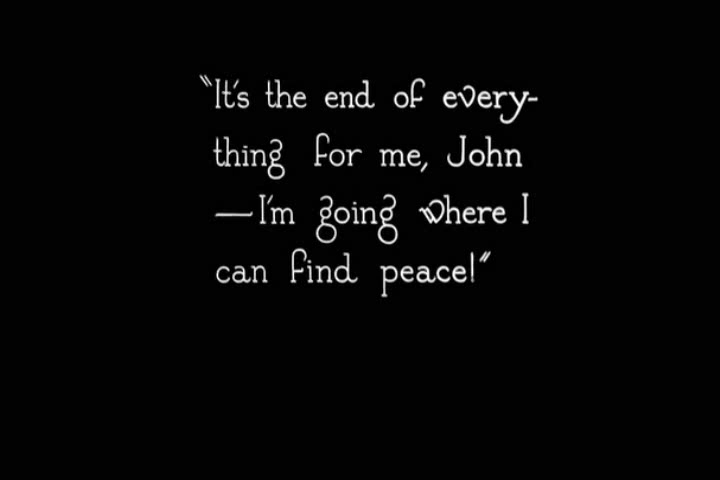 "It's the end of every-
thing for me, John
—I'm going where I
can find peace!"